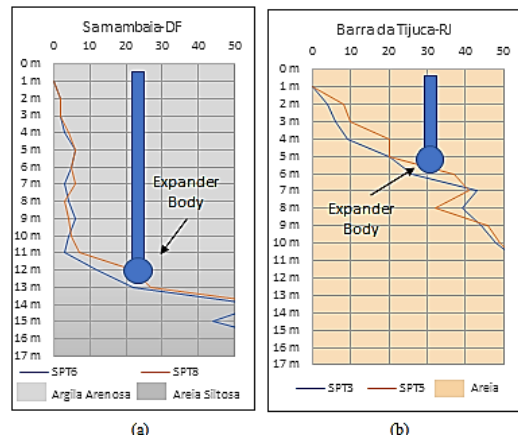 Samambaia-DF
0 10 20 30 40 50
0 m
1 m
2 m
3 m
4 m
5 m
6 m
7 m
8 m
9 m
10 m
11 m
12 m
13 m
14 m
15 m
16 m
17 m
Expander
Body
SPT6 SPT8
Argila Arenosa Areia Siltosa
(a)
Barra da Tijuca-RJ
0 10 20 30 40 50
0 m
1 m
2 m
3 m
4 m
5 m
6 m
7 m
8 m
9 m
10 m
11 m
12 m
13 m
14 m
15 m
16 m
17 m
Expander
Body
SPT3 SPT5 Areia
(b)